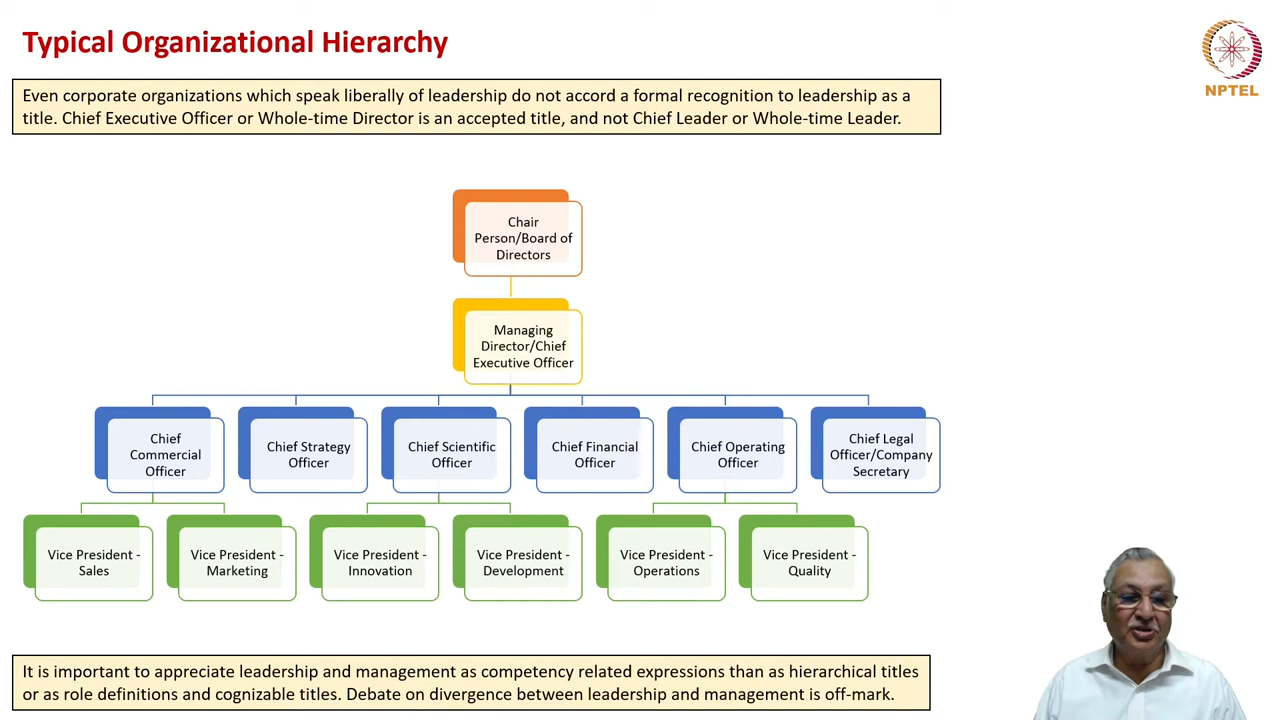 Typical Organizational Hierarchy
NPTEL
Even corporate organizations which speak liberally of leadership do not accord a formal recognition to leadership as a
title. Chief Executive Officer or Whole-time Director is an accepted title, and not Chief Leader or Whole-time Leader.
Chair
Person/Board of
Directors
Managing
Director/Chief
Executive Officer
Chief
Commercial
Officer
Chief Strategy
Officer
Chief Scientific
Officer
Chief Financial
Officer
Chief Operating
Officer
Chief Legal
Officer/Company
Secretary
Vice President -
Sales
Vice President -
Marketing
Vice President -
Innovation
Vice President -
Development
Vice President -
Operations
Vice President -
Quality
It is important to appreciate leadership and management as competency related expressions than as hierarchical titles
or as role definitions and cognizable titles. Debate on divergence between leadership and management is off-mark.